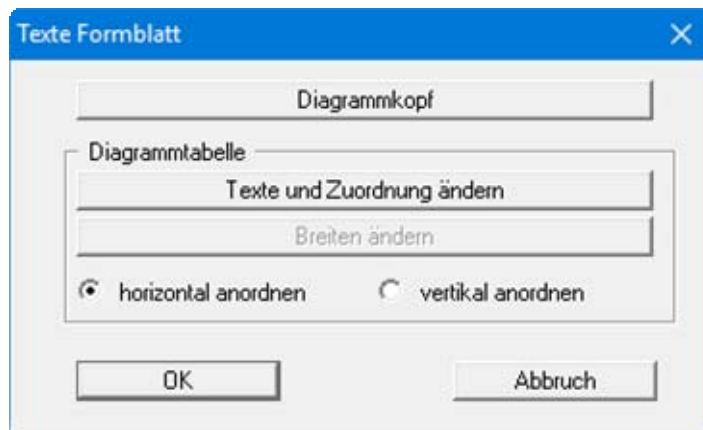 Texte Formblatt
Diagrammkopf
Diagrammtabelle
Texte und Zuordnung ändern
Breiten ändern
horizontal anordnen vertikal anordnen
OK Abbruch